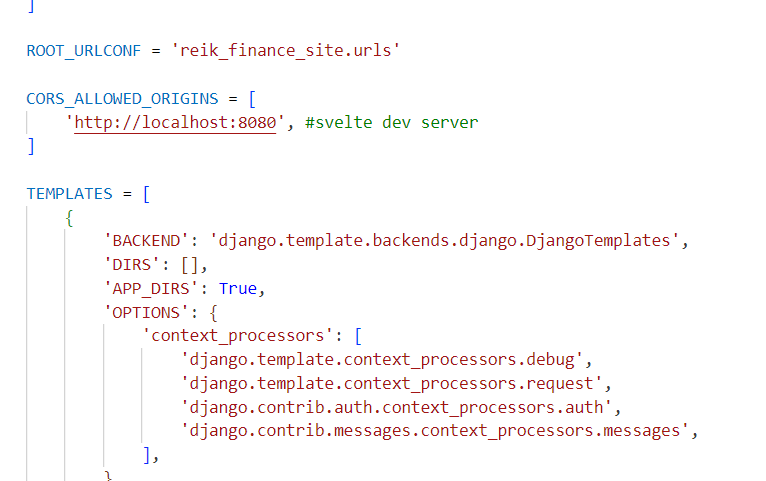 ]
ROOT_URLCONF = 'reik_finance_site.urls'
CORS_ALLOWED_ORIGINS = [
    'http://localhost:8080', #svelte dev server
]
TEMPLATES = [
    {
        'BACKEND': 'django.template.backends.django.DjangoTemplates',
        'DIRS': [],
        'APP_DIRS': True,
        'OPTIONS': {
            'context_processors': [
                'django.template.context_processors.debug',
                'django.template.context_processors.request',
                'django.contrib.auth.context_processors.auth',
                'django.contrib.messages.context_processors.messages',
            ],
        }